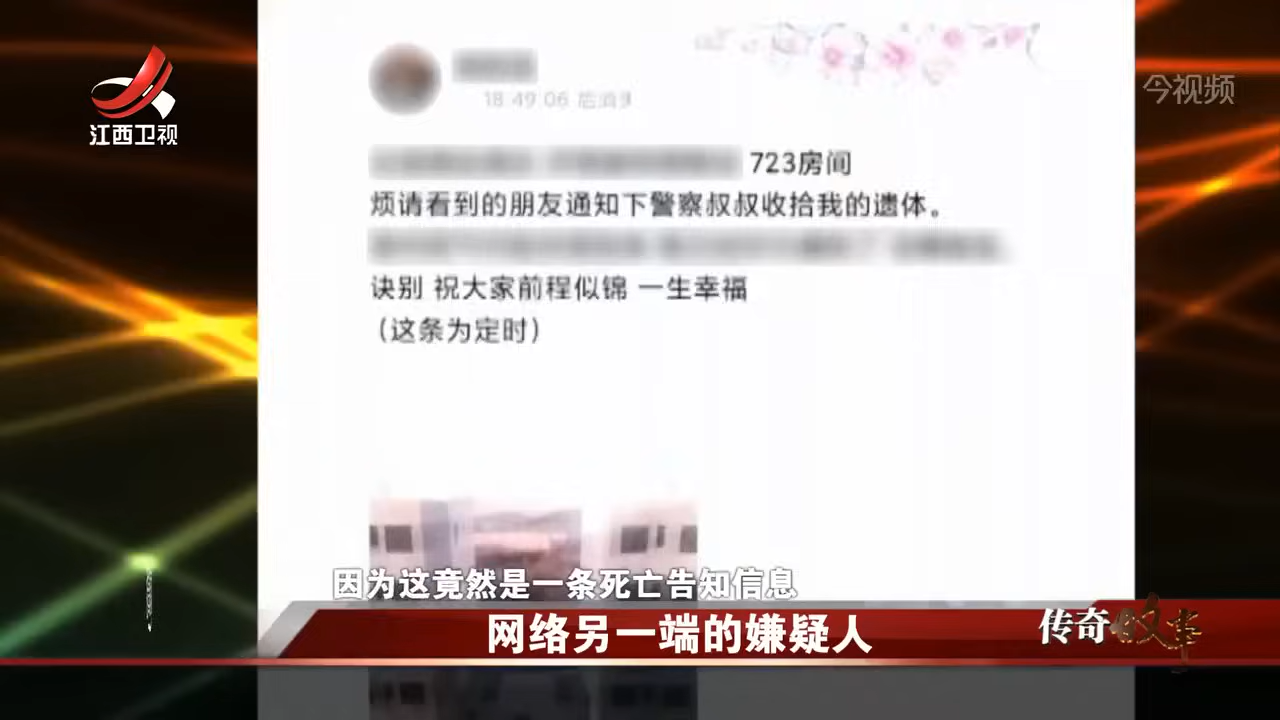 江西卫视
今视频
18:49:06
723房间
烦请看到的朋友通知下警察叔叔收拾我的遗体。
诀别 祝大家前程似锦 一生幸福
（这条为定时）
因为这竟然是一条死亡告知信息
网络另一端的嫌疑人
传奇故事